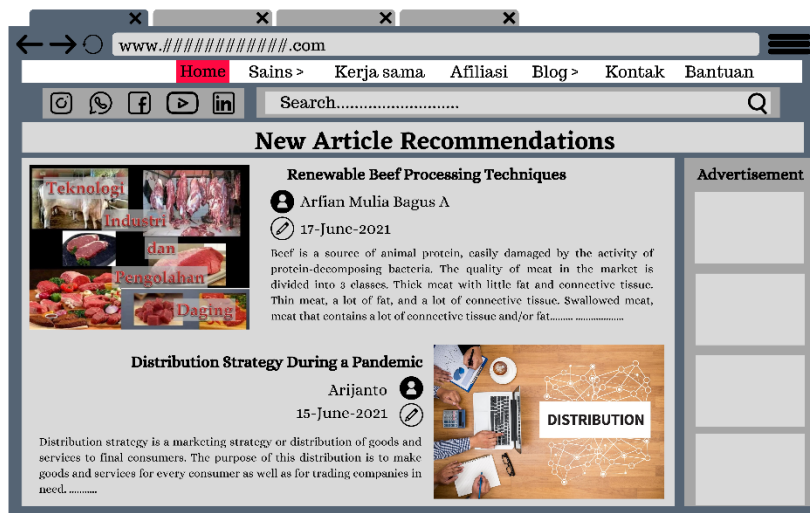 www.////////////.com
Home Sains > Kerja sama Afiliasi Blog > Kontak Bantuan
Search...........................
New Article Recommendations
Teknologi
Industri
dan
Pengolahan
Daging
Renewable Beef Processing Techniques
Arfian Mulia Bagus A
17-June-2021
Beef is a source of animal protein, easily damaged by the activity of
protein-decomposing bacteria. The quality of meat in the market is
divided into 3 classes. Thick meat with little fat and connective tissue.
Thin meat, a lot of fat, and a lot of connective tissue. Swallowed meat,
meat that contains a lot of connective tissue and/or fat......... ...................
Advertisement
Distribution Strategy During a Pandemic
Arijanto
15-June-2021
Distribution strategy is a marketing strategy or distribution of goods and
services to final consumers. The purpose of this distribution is to make
goods and services for every consumer as well as for trading companies in
need. ...........
DISTRIBUTION